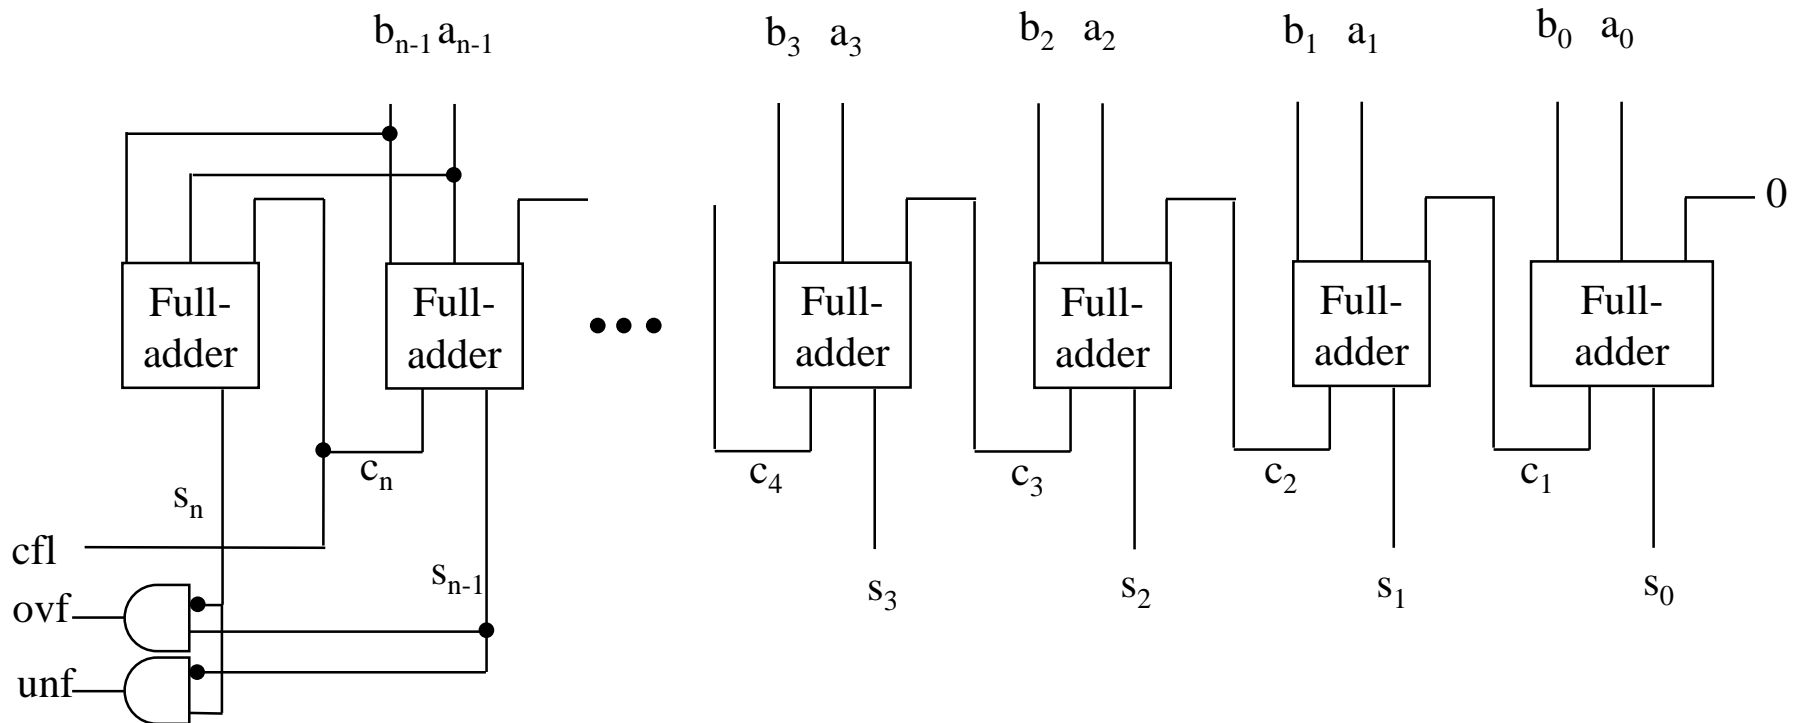 b_{n-1} a_{n-1} b_3 a_3 b_2 a_2 b_1 a_1 b_0 a_0
0
Full-adder
Full-adder
Full-adder
Full-adder
Full-adder
Full-adder
c_n c_4 c_3 c_2 c_1
s_n
cfl
s_{n-1} s_3 s_2 s_1 s_0
ovf
unf